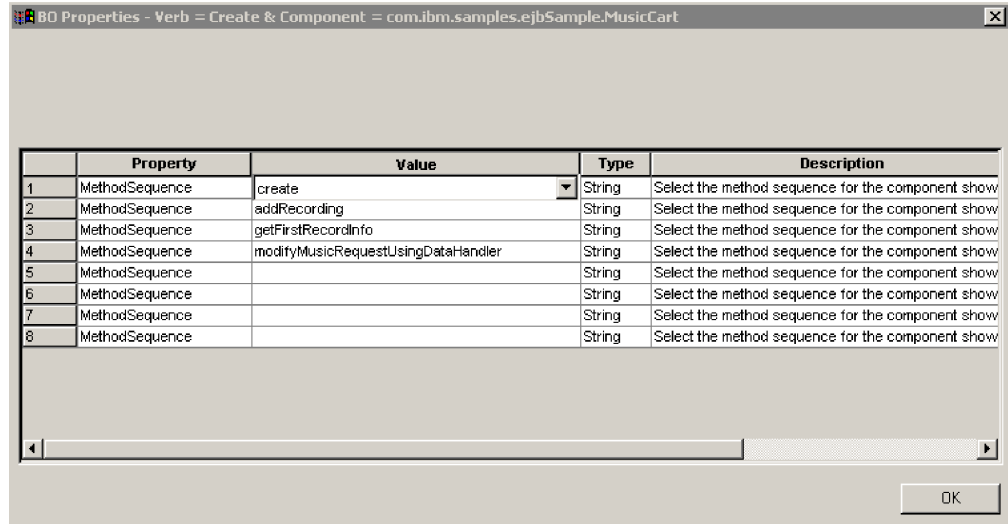 BO Properties - Verb = Create & Component = com.ibm.samples.ejbSample.MusicCart
Property Value Type Description
1 MethodSequence create String Select the method sequence for the component show
2 MethodSequence addRecording String Select the method sequence for the component show
3 MethodSequence getFirstRecordInfo String Select the method sequence for the component show
4 MethodSequence modifyMusicRequestUsingDataHandler String Select the method sequence for the component show
5 MethodSequence String Select the method sequence for the component show
6 MethodSequence String Select the method sequence for the component show
7 MethodSequence String Select the method sequence for the component show
8 MethodSequence String Select the method sequence for the component show
OK